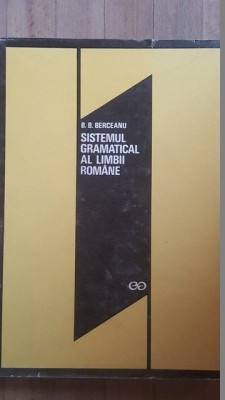 B. B. BERCEANU
SISTEMUL
GRAMATICAL
AL LIMBII
ROMÂNE